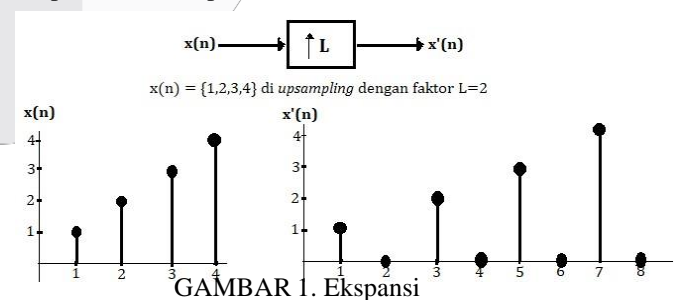 x(n) ↑ L x'(n)
x(n) = {1,2,3,4} di upsampling dengan faktor L=2
x(n)
4
3
2
1
1 2 3 4
x'(n)
4
3
2
1
1 2 3 4 5 6 7 8
GAMBAR 1. Ekspansi